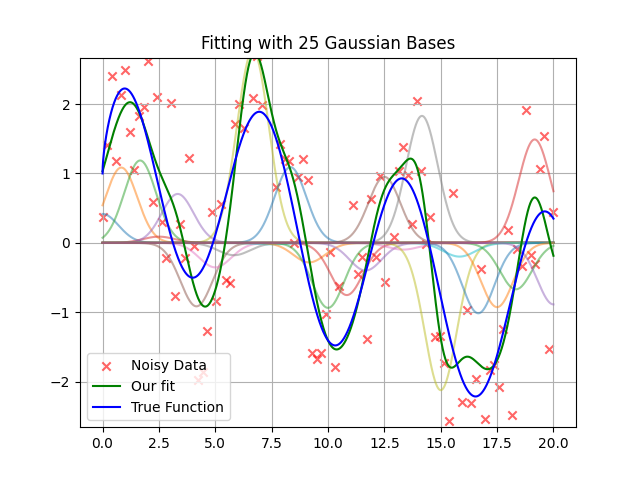 Fitting with 25 Gaussian Bases
2
1
0
−1
−2
Noisy Data
Our fit
True Function
0.0 2.5 5.0 7.5 10.0 12.5 15.0 17.5 20.0